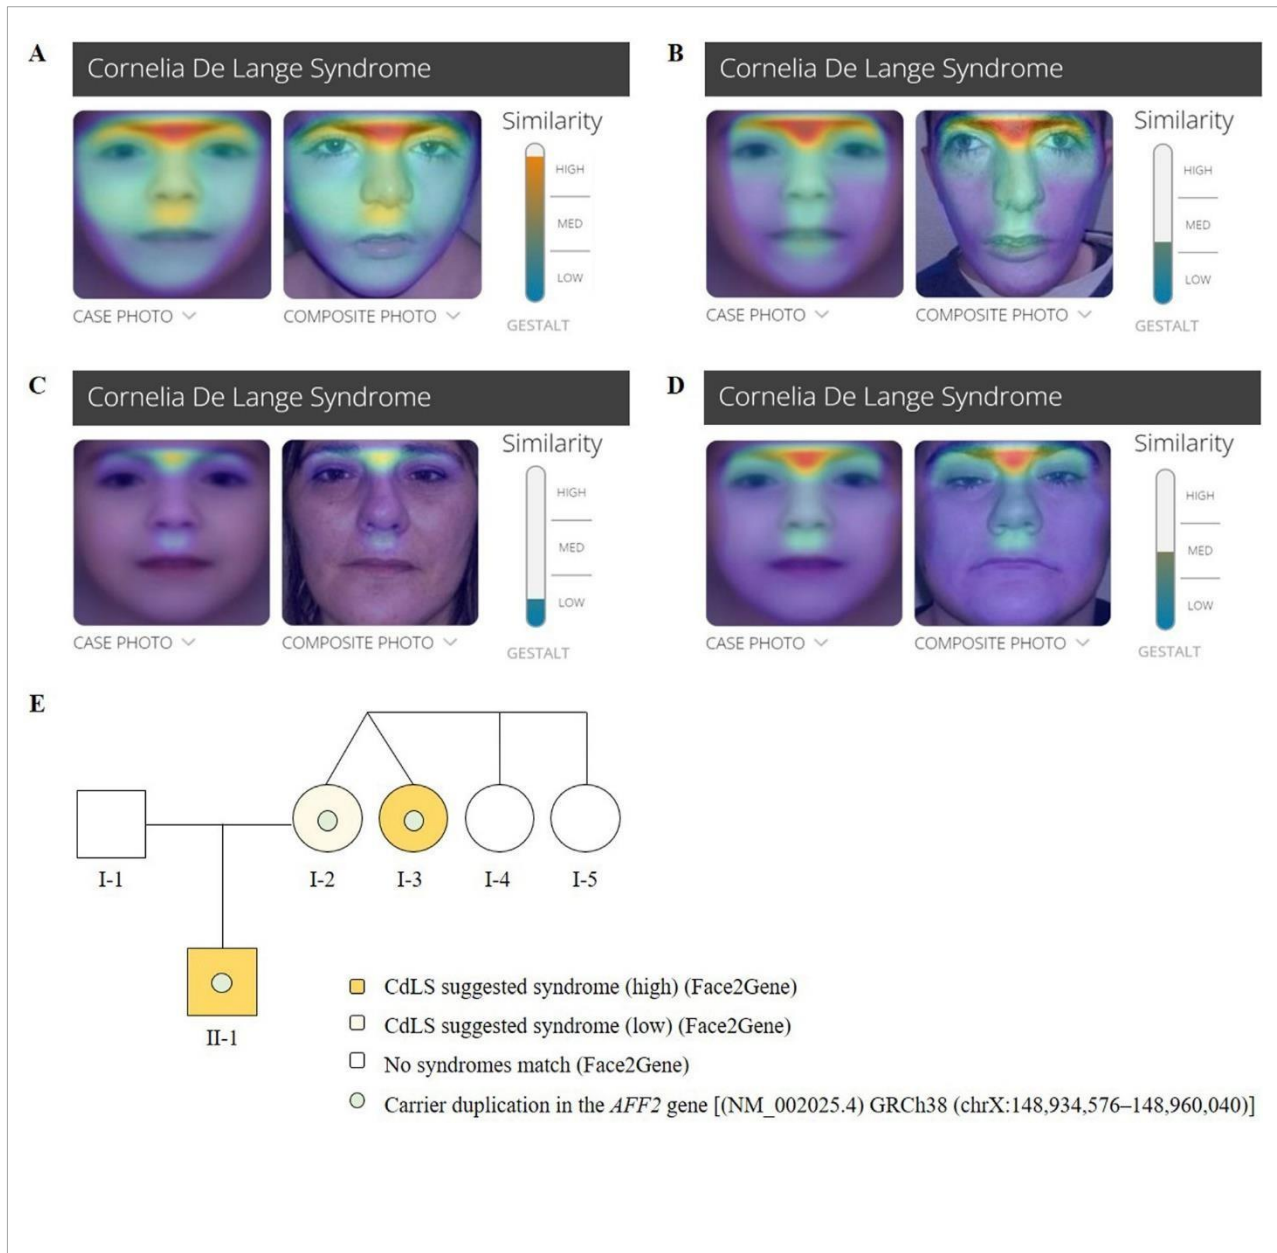 A
Cornelia De Lange Syndrome
Similarity
HIGH
MED
LOW
CASE PHOTO
COMPOSITE PHOTO
GESTALT
B
Cornelia De Lange Syndrome
Similarity
HIGH
MED
LOW
CASE PHOTO
COMPOSITE PHOTO
GESTALT
C
Cornelia De Lange Syndrome
Similarity
HIGH
MED
LOW
CASE PHOTO
COMPOSITE PHOTO
GESTALT
D
Cornelia De Lange Syndrome
Similarity
HIGH
MED
LOW
CASE PHOTO
COMPOSITE PHOTO
GESTALT
E
I-1
I-2
I-3
I-4
I-5
II-1
CdLS suggested syndrome (high) (Face2Gene)
CdLS suggested syndrome (low) (Face2Gene)
No syndromes match (Face2Gene)
Carrier duplication in the AFF2 gene [(NM_002025.4) GRCh38 (chrX:148,934,576–148,960,040)]